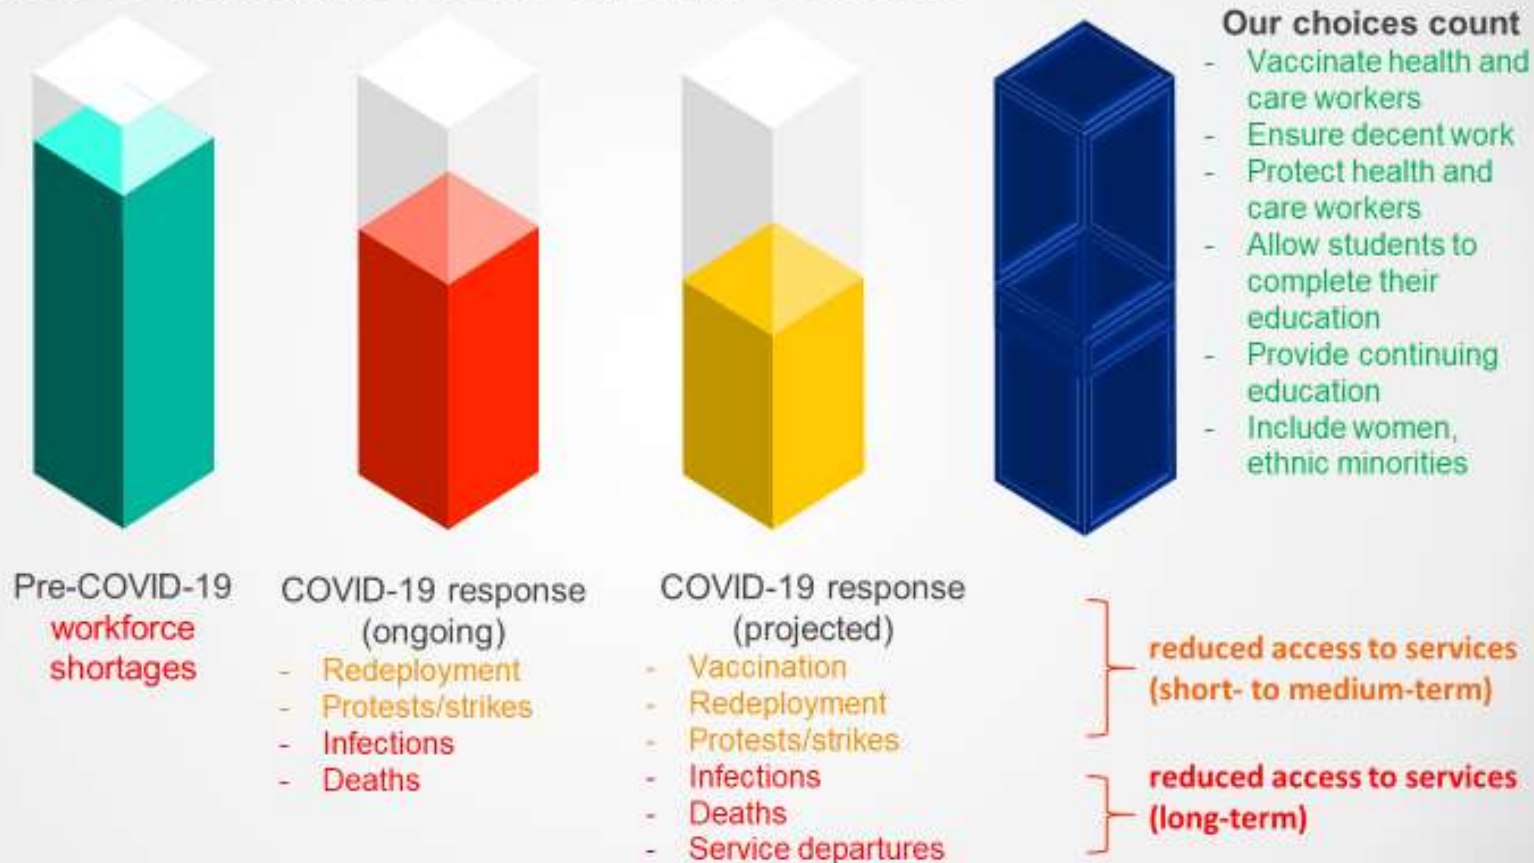 Our choices count
- Vaccinate health and
care workers
- Ensure decent work
- Protect health and
care workers
- Allow students to
complete their
education
- Provide continuing
education
- Include women,
ethnic minorities
Pre-COVID-19
workforce
shortages
COVID-19 response
(ongoing)
- Redeployment
- Protests/strikes
- Infections
- Deaths
COVID-19 response
(projected)
- Vaccination
- Redeployment
- Protests/strikes
- Infections
- Deaths
- Service departures
reduced access to services
(short- to medium-term)
reduced access to services
(long-term)